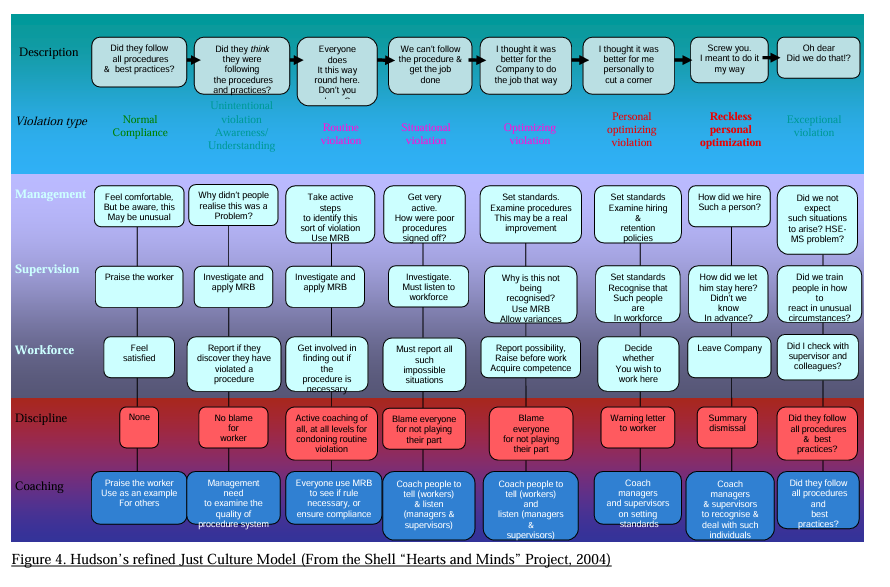 Description
Did they follow
all procedures
& best practices?
Did they think
they were
following
the procedures
and practices?
Everyone
does
It this way
round here.
Don't you
We can't follow
the procedure &
get the job
done
I thought it was
better for the
Company to do
the job that way
I thought it was
better for me
personally to
cut a corner
Screw you.
I meant to do it
my way
Oh dear
Did we do that!?
Violation type
Normal
Compliance
Unintentional
violation
Awareness/
Understanding
Routine
violation
Situational
violation
Optimizing
violation
Personal
optimizing
violation
Reckless
personal
optimization
Exceptional
violation
Management
Feel comfortable,
But be aware, this
May be unusual
Why didn't people
realise this was a
Problem?
Take active
steps
to identify this
sort of violation
Use MRB
Get very
active.
How were poor
procedures
signed off?
Set standards.
Examine procedures
This may be a real
improvement
Set standards
Examine hiring
&
retention
policies
How did we hire
Such a person?
Did we not
expect
such situations
to arise? HSE-
MS problem?
Supervision
Praise the worker
Investigate and
apply MRB
Investigate and
apply MRB
Investigate.
Must listen to
workforce
Why is this not
being
recognised?
Use MRB
Allow variances
Set standards
Recognise that
Such people
are
In workforce
How did we let
him stay here?
Didn't we
know
In advance?
Did we train
people in how
to
react in unusual
circumstances?
Workforce
Feel
satisfied
Report if they
discover they have
violated a
procedure
Get involved in
finding out if
the
procedure is
necessary
Must report all
such
impossible
situations
Report possibility,
Raise before work
Acquire competence
Decide
whether
You wish to
work here
Leave Company
Did I check with
supervisor and
colleagues?
Discipline
None
No blame
for
worker
Active coaching of
all, at all levels for
condoning routine
violation
Blame everyone
for not playing
their part
Blame
everyone
for not playing
their part
Warning letter
to worker
Summary
dismissal
Did they follow
all procedures
& best
practices?
Coaching
Praise the worker
Use as an example
For others
Management
need
to examine the
quality of
procedure system
Everyone use MRB
to see if rule
necessary, or
ensure compliance
Coach people to
tell (workers)
& listen
(managers &
supervisors)
Coach people to
tell (workers)
and
listen (managers
&
supervisors)
Coach
managers
and supervisors
on setting
standards
Coach
managers
& supervisors
to recognise &
deal with such
individuals
Did they follow
all procedures
and
best
practices?
Figure 4. Hudson's refined Just Culture Model (From the Shell "Hearts and Minds" Project, 2004)